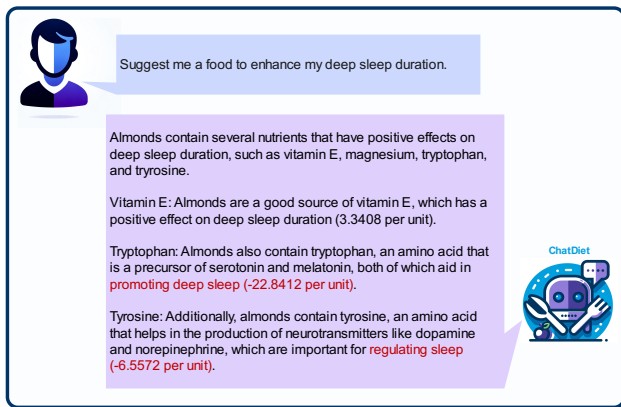 Suggest me a food to enhance my deep sleep duration.
Almonds contain several nutrients that have positive effects on
deep sleep duration, such as vitamin E, magnesium, tryptophan,
and tryrosine.
Vitamin E: Almonds are a good source of vitamin E, which has a
positive effect on deep sleep duration (3.3408 per unit).
Tryptophan: Almonds also contain tryptophan, an amino acid that
is a precursor of serotonin and melatonin, both of which aid in
promoting deep sleep (-22.8412 per unit).
Tyrosine: Additionally, almonds contain tyrosine, an amino acid
that helps in the production of neurotransmitters like dopamine
and norepinephrine, which are important for regulating sleep
(-6.5572 per unit).
ChatDiet